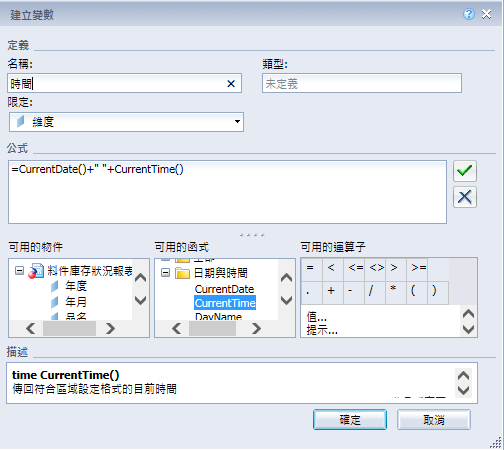 建立變數
定義
名稱:
類型:
時間
未定義
限定:
維度
公式
=CurrentDate()+" "+CurrentTime()
可用的物件
可用的函式
可用的運算子
料件庫存狀況報表
年度
年月
品名
日期與時間
CurrentDate
CurrentTime
DayName
= < <= <> > >=
. + - / * ( )
值...
提示...
描述
time CurrentTime()
傳回符合區域設定格式的目前時間
確定
取消